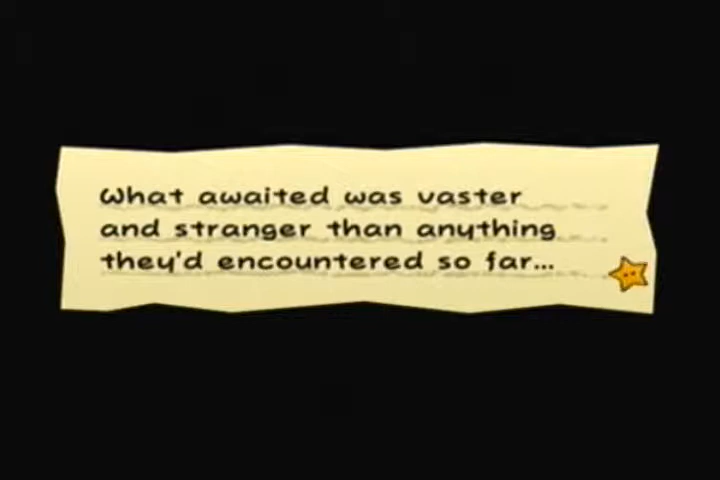 What awaited was vaster
and stranger than anything
they'd encountered so far...